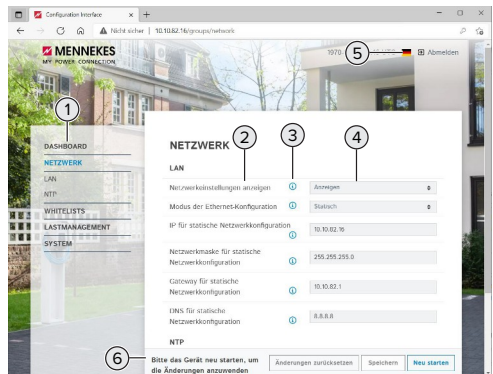 Configuration Interface
Nicht sicher | 10.10.82.16/groups/network
MENNEKES
MY POWER CONNECTION
1970
5
Abmelden
1
DASHBOARD
NETZWERK
LAN
NTP
WHITELISTS
LASTMANAGEMENT
SYSTEM
NETZWERK
2
3
4
LAN
Netzwerkeinstellungen anzeigen
Anzeigen
Modus der Ethernet-Konfiguration
Statisch
IP für statische Netzwerkkonfiguration
10.10.82.16
Netzwerkmaske für statische
Netzwerkkonfiguration
255.255.255.0
Gateway für statische
Netzwerkkonfiguration
10.10.82.1
DNS für statische
Netzwerkkonfiguration
8.8.8.8
NTP
6
Bitte das Gerät neu starten, um
die Änderungen anzuwenden
Änderungen zurücksetzen
Speichern
Neu starten